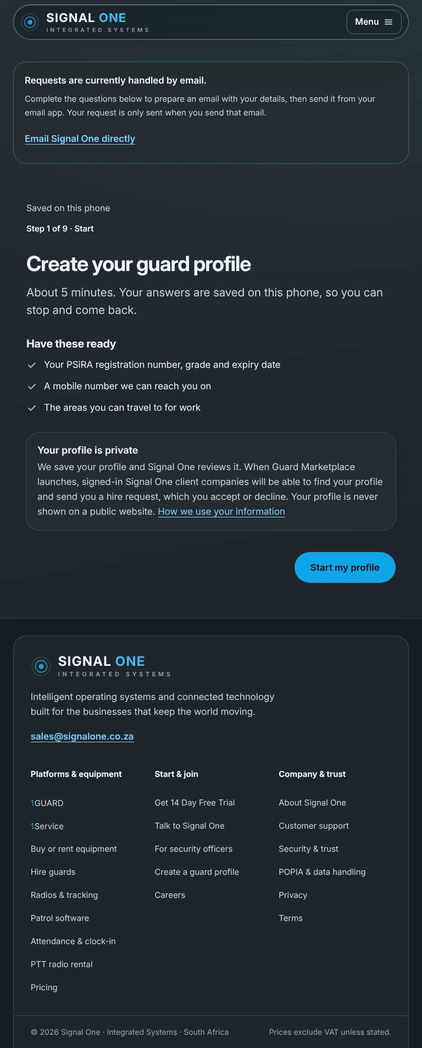 SIGNAL ONE
INTEGRATED SYSTEMS
Menu
Requests are currently handled by email.
Complete the questions below to prepare an email with your details, then send it from your
email app. Your request is only sent when you send that email.
Email Signal One directly
Saved on this phone
Step 1 of 9 · Start
Create your guard profile
About 5 minutes. Your answers are saved on this phone, so you can
stop and come back.
Have these ready
Your PSiRA registration number, grade and expiry date
A mobile number we can reach you on
The areas you can travel to for work
Your profile is private
We save your profile and Signal One reviews it. When Guard Marketplace
launches, signed-in Signal One client companies will be able to find your profile
and send you a hire request, which you accept or decline. Your profile is never
shown on a public website. How we use your information
Start my profile
SIGNAL ONE
INTEGRATED SYSTEMS
Intelligent operating systems and connected technology
built for the businesses that keep the world moving.
sales@signalone.co.za
Platforms & equipment
1GUARD
1Service
Buy or rent equipment
Hire guards
Radios & tracking
Patrol software
Attendance & clock-in
PTT radio rental
Pricing
Start & join
Get 14 Day Free Trial
Talk to Signal One
For security officers
Create a guard profile
Careers
Company & trust
About Signal One
Customer support
Security & trust
POPIA & data handling
Privacy
Terms
© 2026 Signal One · Integrated Systems · South Africa
Prices exclude VAT unless stated.